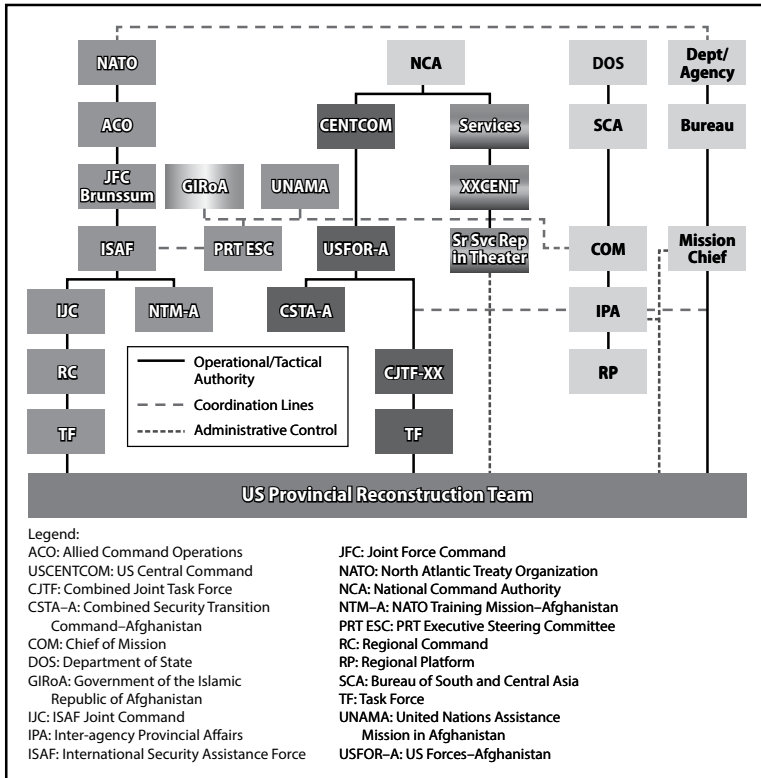 NATO
NCA
DOS
Dept/
Agency
ACO
CENTCOM
Services
SCA
Bureau
JFC
Brunssum
GIRoA
UNAMA
XXCENT
ISAF
PRT ESC
USFOR-A
Sr Svc Rep
in Theater
COM
Mission
Chief
IJC
NTM-A
CSTA-A
IPA
RC
Operational/Tactical
Authority
Coordination Lines
Administrative Control
CJTF-XX
RP
TF
TF
US Provincial Reconstruction Team
Legend:
ACO: Allied Command Operations
USCENTCOM: US Central Command
CJTF: Combined Joint Task Force
CSTA–A: Combined Security Transition
Command–Afghanistan
COM: Chief of Mission
DOS: Department of State
GIRoA: Government of the Islamic
Republic of Afghanistan
IJC: ISAF Joint Command
IPA: Inter-agency Provincial Affairs
ISAF: International Security Assistance Force
JFC: Joint Force Command
NATO: North Atlantic Treaty Organization
NCA: National Command Authority
NTM–A: NATO Training Mission–Afghanistan
PRT ESC: PRT Executive Steering Committee
RC: Regional Command
RP: Regional Platform
SCA: Bureau of South and Central Asia
TF: Task Force
UNAMA: United Nations Assistance
Mission in Afghanistan
USFOR–A: US Forces–Afghanistan